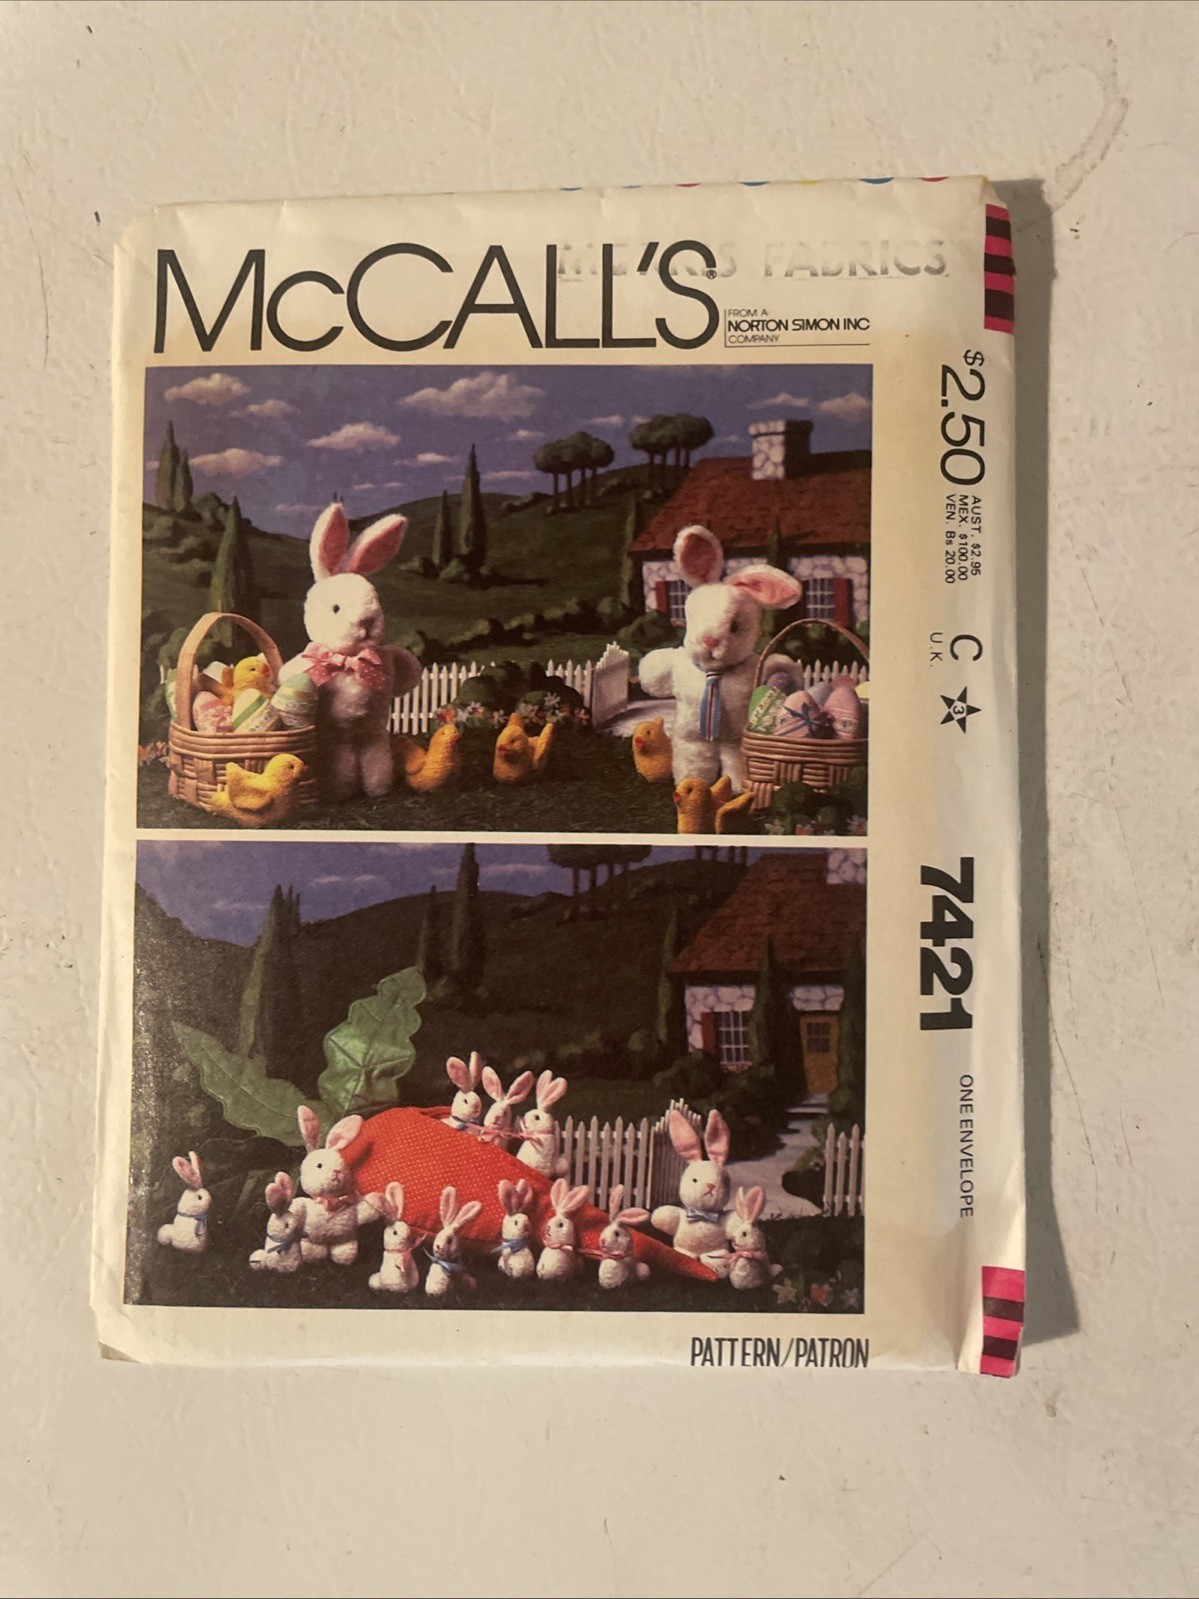 McCALL'S®
FABRICS
FROM A
NORTON SIMON INC
COMPANY
$2.50
AUST. $2.95
MEX. $100.00
VEN. Bs 20.00
C
U.K.
3
7421
ONE ENVELOPE
PATTERN/PATRON